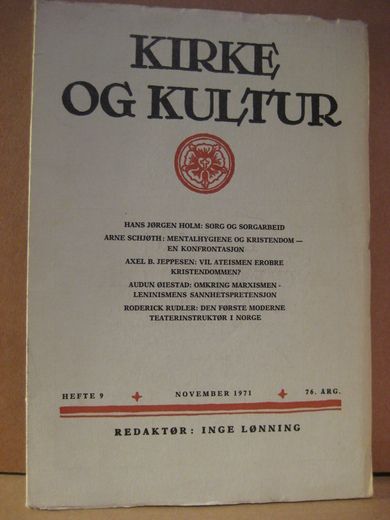 KIRKE
OG KULTUR
HANS JØRGEN HOLM: SORG OG SORGARBEID
ARNE SCHJØTH: MENTALHYGIENE OG KRISTENDOM —
EN KONFRONTASJON
AXEL B. JEPPESEN: VIL ATEISMEN EROBRE
KRISTENDOMMEN?
AUDUN ØIESTAD: OMKRING MARXISMEN -
LENINISMENS SANNHETSPRETENSJON
RODERICK RUDLER: DEN FØRSTE MODERNE
TEATERINSTRUKTØR I NORGE
HEFTE 9 NOVEMBER 1971 76. ÅRG.
REDAKTØR: INGE LØNNING